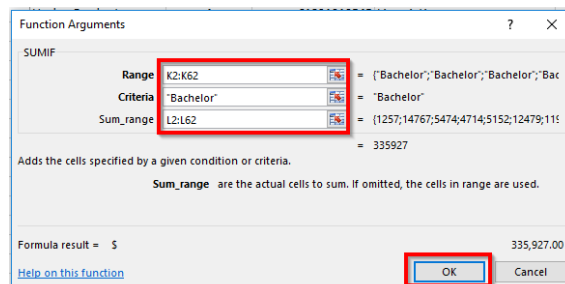 Function Arguments ? ×
SUMIF
Range K2:K62 = {"Bachelor";"Bachelor";"Bachelor";"Bac
Criteria "Bachelor" = "Bachelor"
Sum_range L2:L62 = {1257;14767;5474;4714;5152;12479;119
= 335927
Adds the cells specified by a given condition or criteria.
Sum_range are the actual cells to sum. If omitted, the cells in range are used.
Formula result = $ 335,927.00
Help on this function OK Cancel